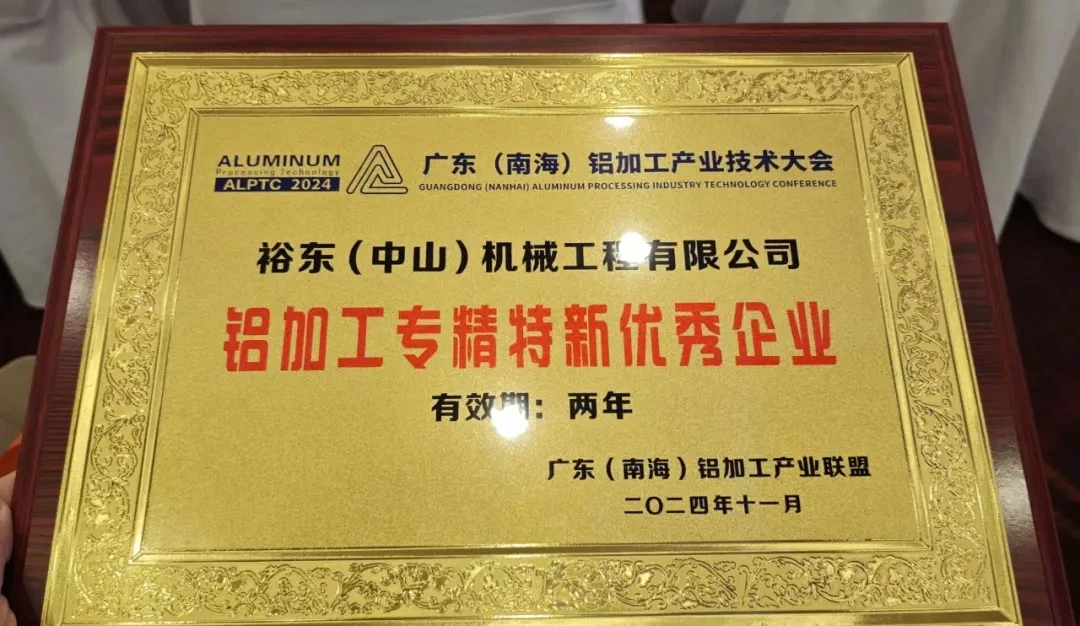 ALUMINUM
Processing Technology
ALPTC 2024
广东（南海）铝加工产业技术大会
GUANGDONG (NANHAI) ALUMINUM PROCESSING INDUSTRY TECHNOLOGY CONFERENCE
裕东（中山）机械工程有限公司
铝加工专精特新优秀企业
有效期：两年
广东（南海）铝加工产业联盟
二〇二四年十一月